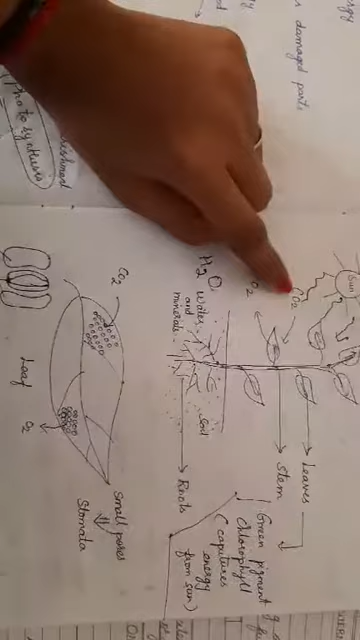 damaged parts
Photosynthesis
Sun
CO2
O2
H2O
Water
and
minerals
Soil
Leaves
Stem
Roots
Green pigment
Chlorophyll
(caputures
energy
from sun)
CO2
Leaf
O2
Small pores
Stomata